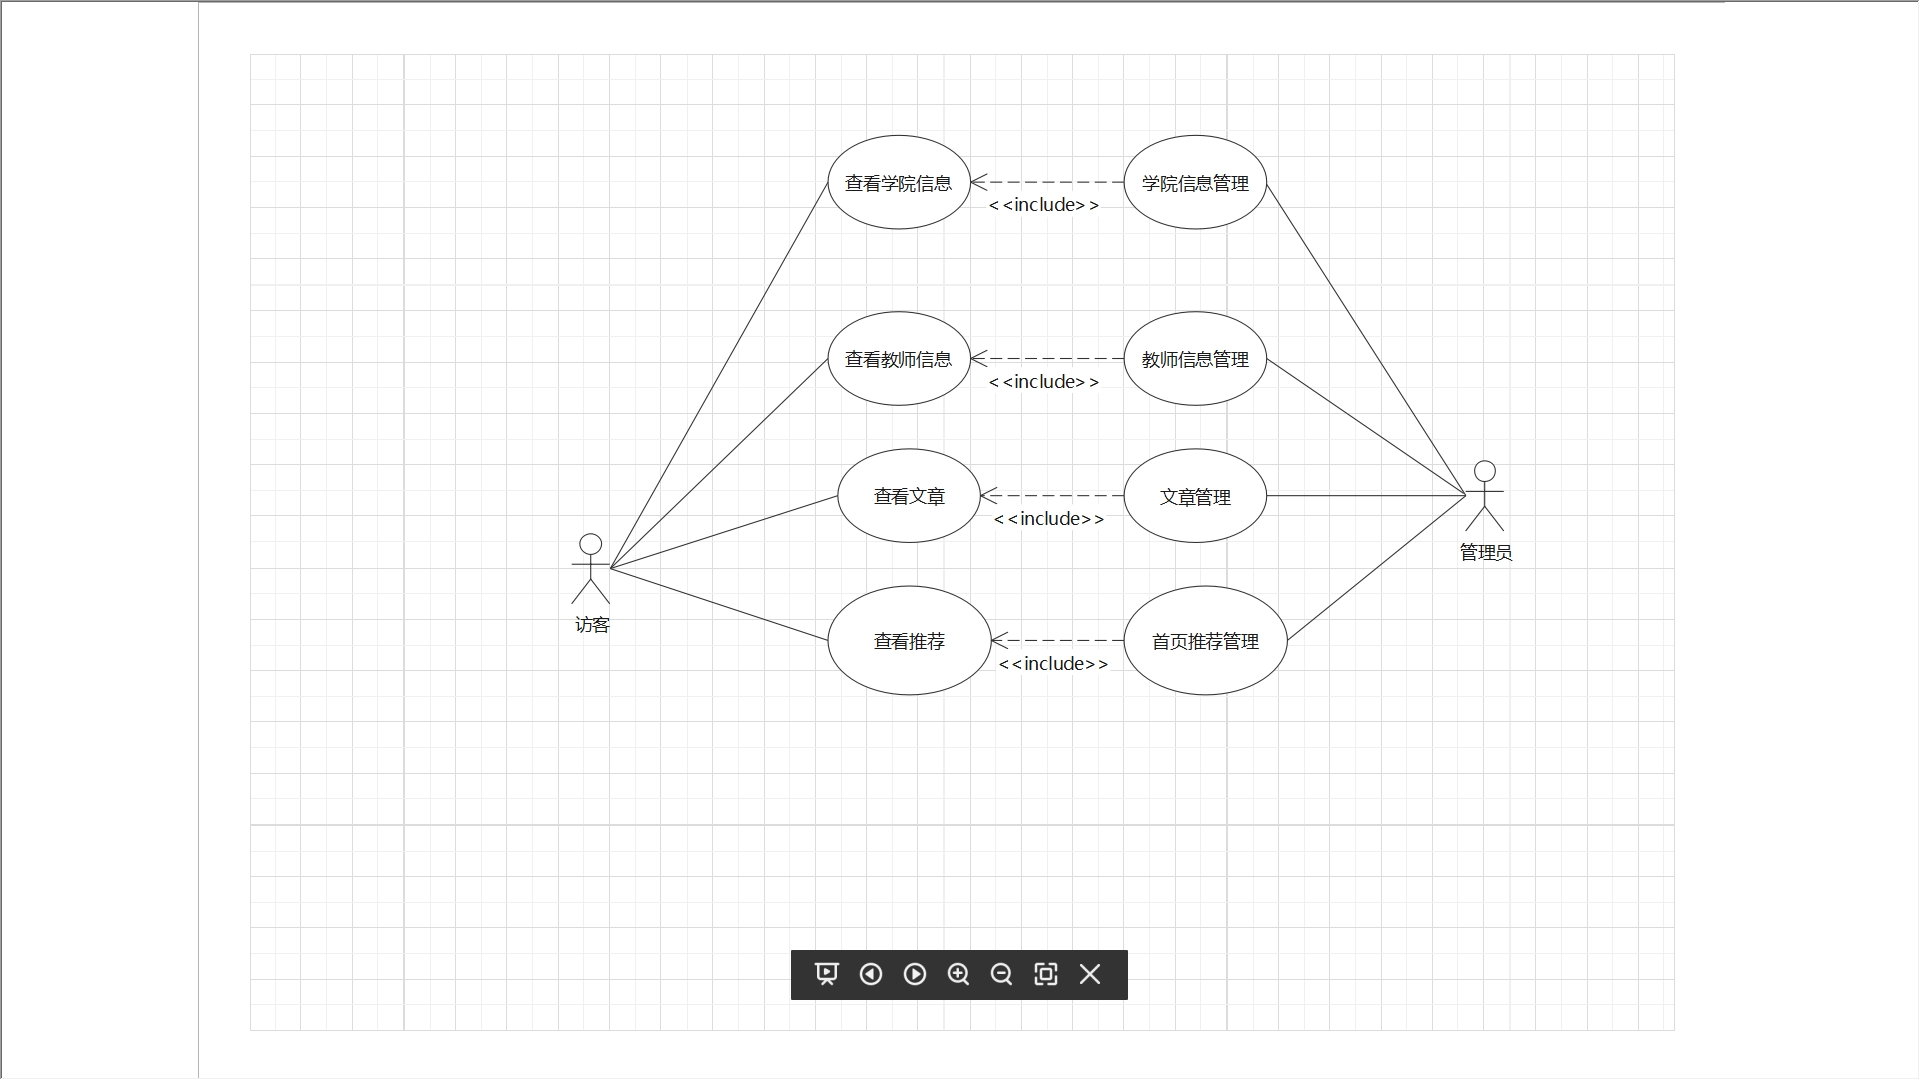 查看学院信息
学院信息管理
<<include>>
查看教师信息
教师信息管理
<<include>>
查看文章
文章管理
<<include>>
管理员
访客
查看推荐
首页推荐管理
<<include>>